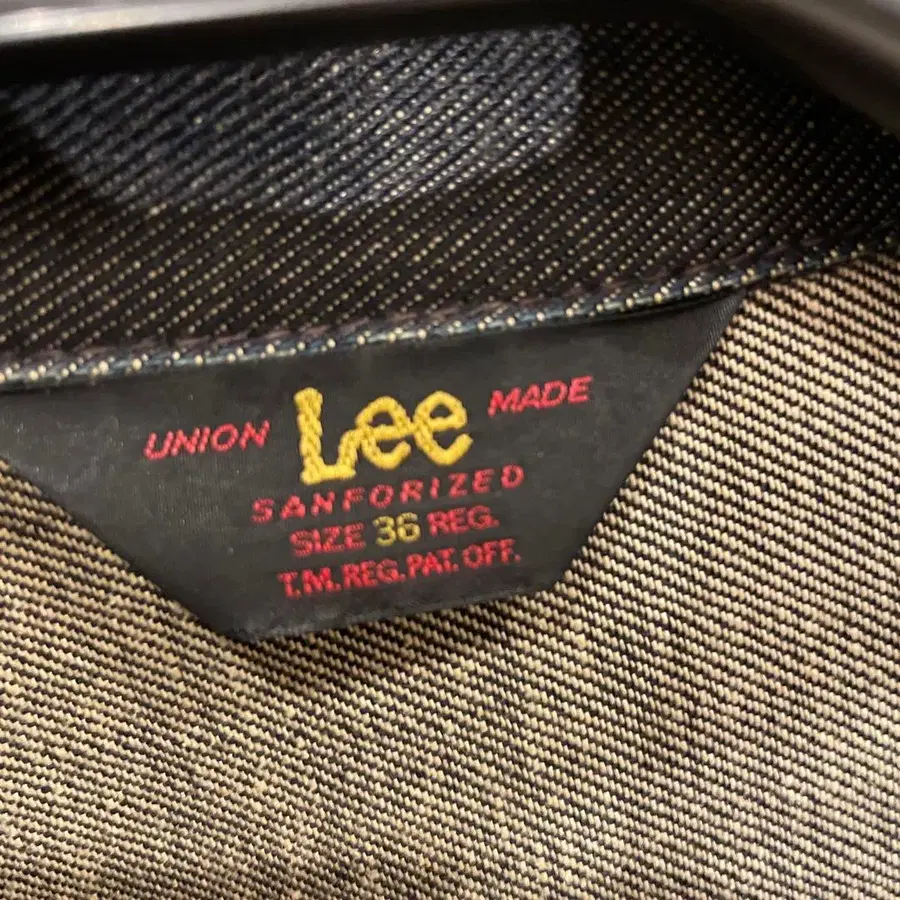 UNION Lee MADE
SANFORIZED
SIZE 36 REG.
T.M.REG.PAT.OFF.